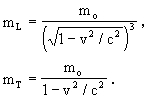 m_L = m_o / (√(1 − v² / c²))³ ,
m_T = m_o / (1 − v² / c²) .